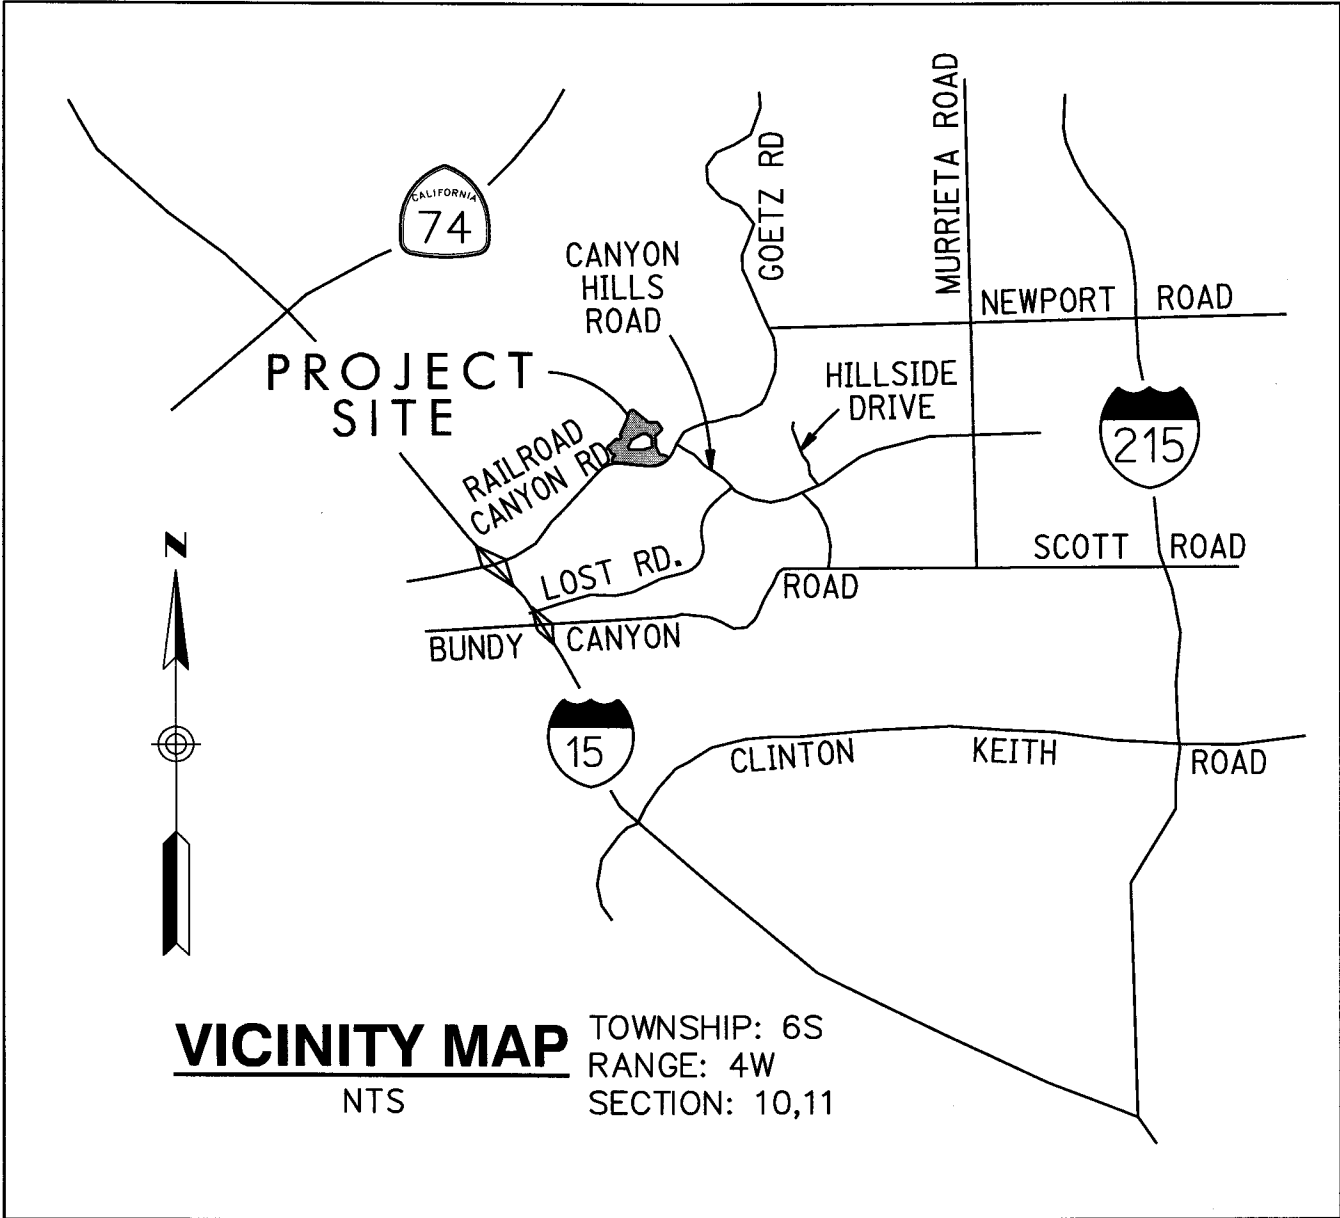 MURRIETA ROAD
GOETZ RD
CALIFORNIA
74
CANYON
HILLS
ROAD
NEWPORT ROAD
PROJECT
SITE
HILLSIDE
DRIVE
215
RAILROAD
CANYON RD
N
SCOTT ROAD
LOST RD.
BUNDY CANYON ROAD
15
CLINTON KEITH ROAD
VICINITY MAP
NTS
TOWNSHIP: 6S
RANGE: 4W
SECTION: 10,11